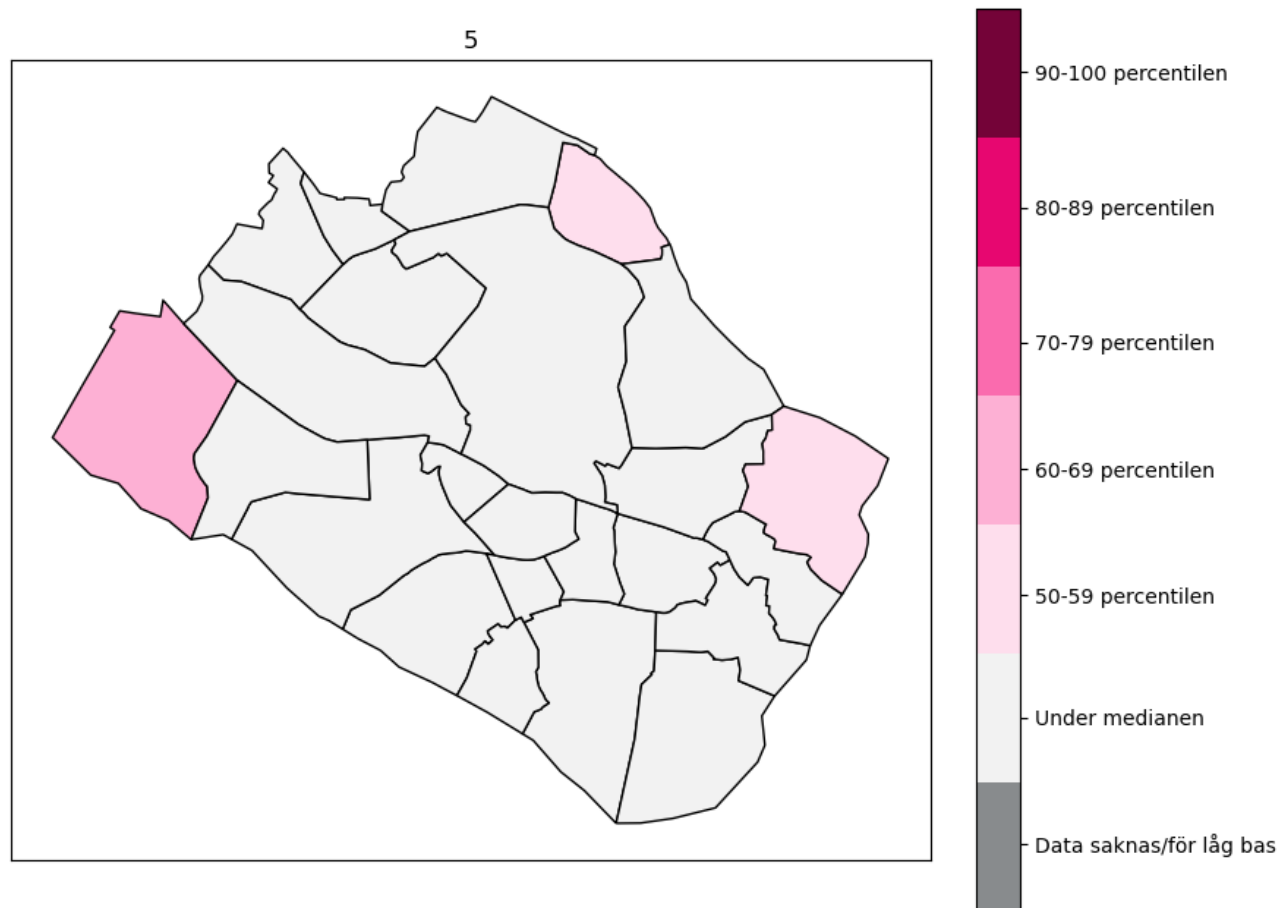 5
90-100 percentilen
80-89 percentilen
70-79 percentilen
60-69 percentilen
50-59 percentilen
Under medianen
Data saknas/för låg bas